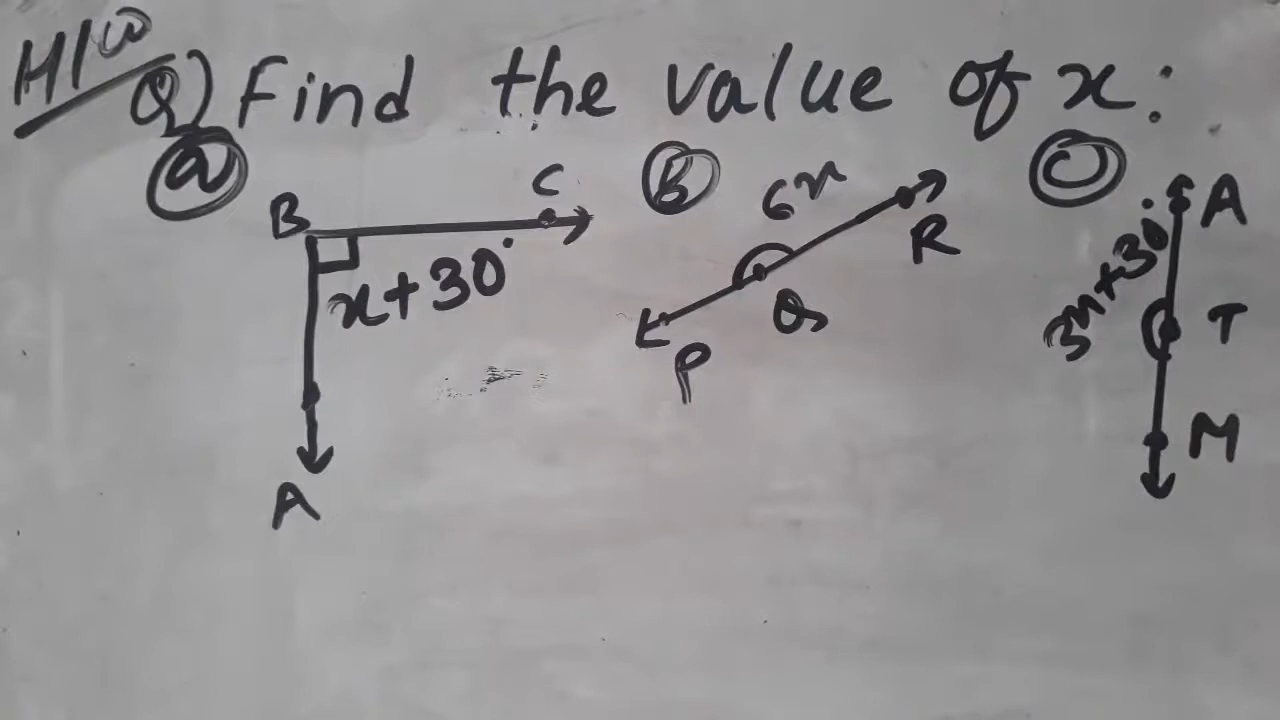 H/W
Q) Find the value of x:
(a)
B
C
x+30°
A
(b)
6x
R
Q
P
(c)
A
3x+30°
T
M